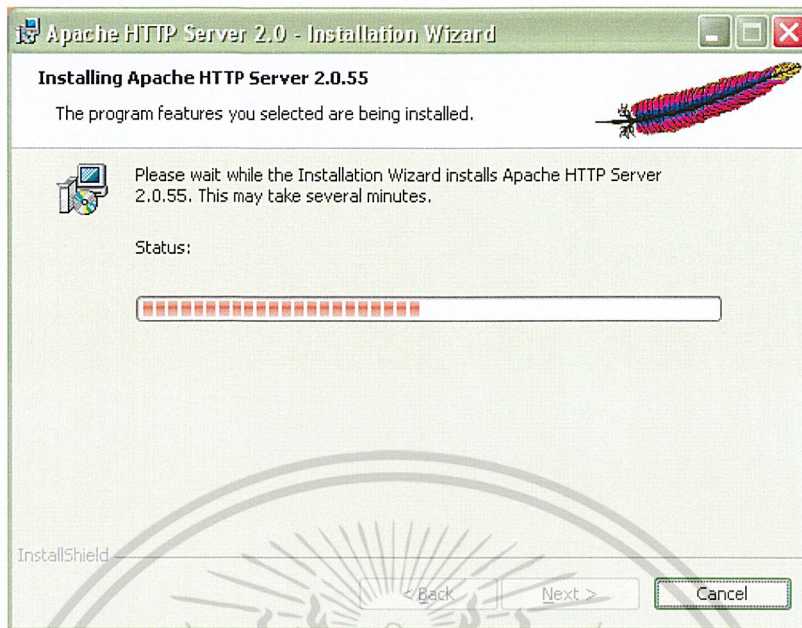 Apache HTTP Server 2.0 - Installation Wizard
Installing Apache HTTP Server 2.0.55
The program features you selected are being installed.
Please wait while the Installation Wizard installs Apache HTTP Server
2.0.55. This may take several minutes.
Status:
InstallShield
< Back
Next >
Cancel